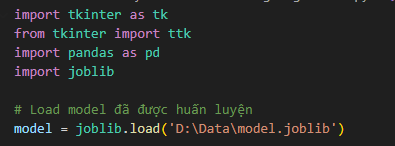 import tkinter as tk
from tkinter import ttk
import pandas as pd
import joblib
# Load model đã được huấn luyện
model = joblib.load('D:\Data\model.joblib')